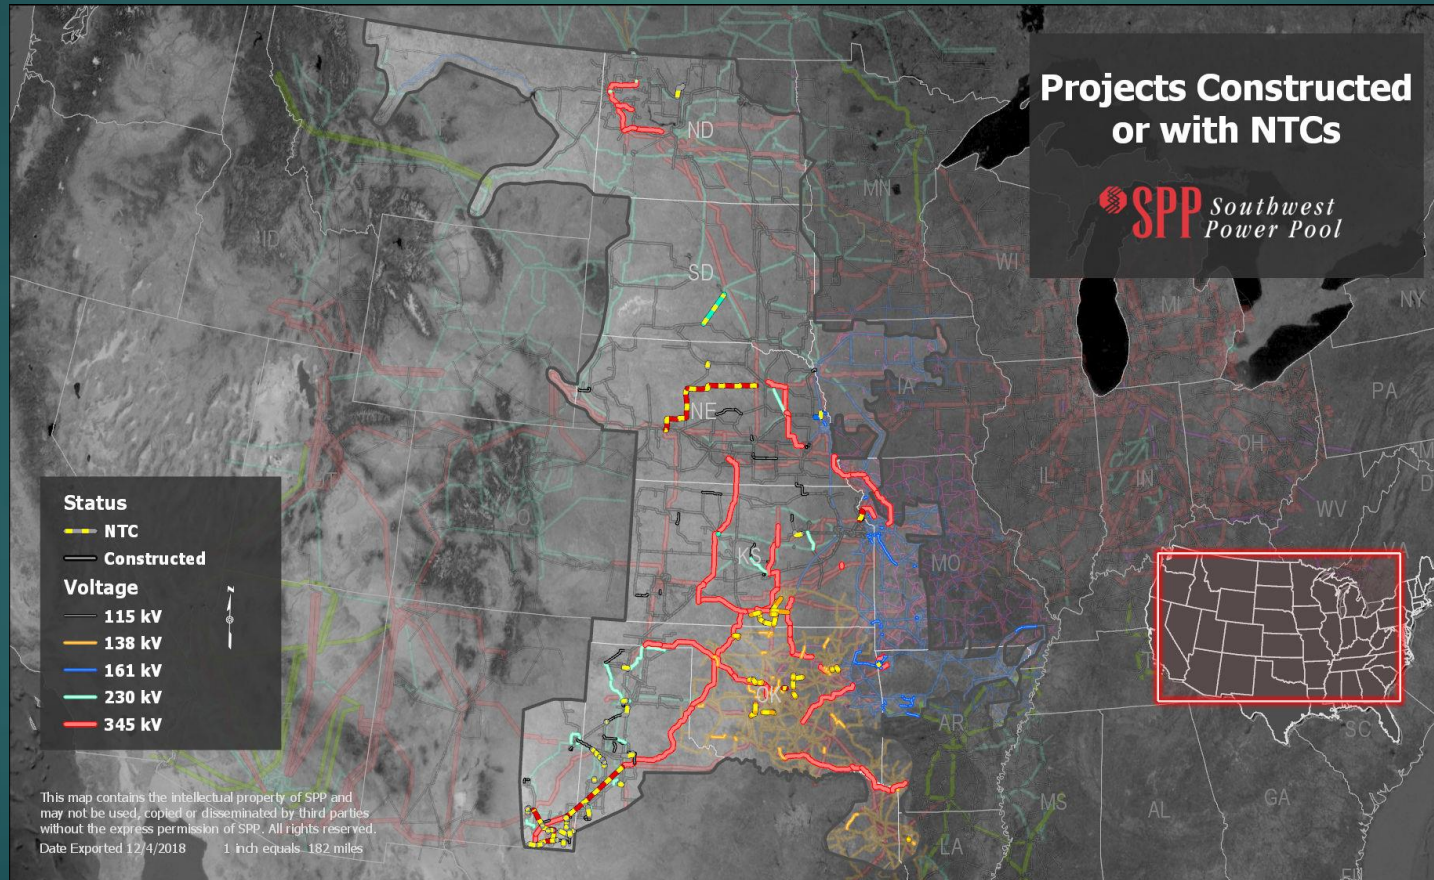 Projects Constructed
or with NTCs
SPP Southwest
Power Pool
WA
ND
MN
ID
SD
WI
MI
NY
IA
NE
PA
IL
IN
OH
WV
VA
KS
MO
OK
AR
MS
AL
GA
SC
LA
Status
NTC
Constructed
Voltage
115 kV
138 kV
161 kV
230 kV
345 kV
N
This map contains the intellectual property of SPP and
may not be used, copied or disseminated by third parties
without the express permission of SPP. All rights reserved.
Date Exported 12/4/2018 1 inch equals 182 miles